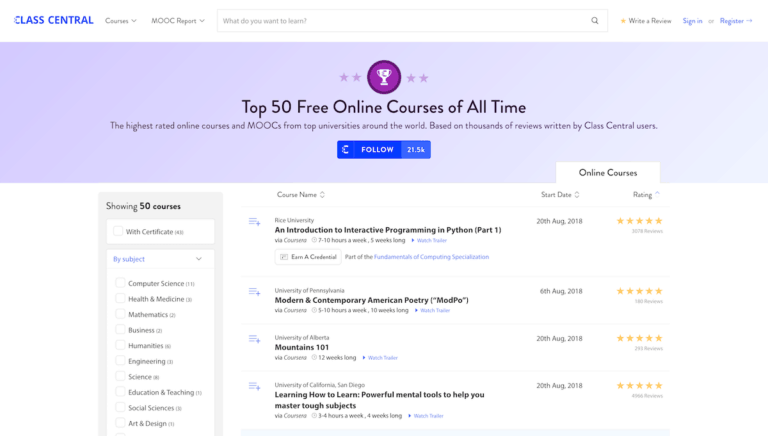 CLASS CENTRAL
Courses
MOOC Report
What do you want to learn?
Write a Review
Sign in or Register
Top 50 Free Online Courses of All Time
The highest rated online courses and MOOCs from top universities around the world. Based on thousands of reviews written by Class Central users.
FOLLOW 21.5k
Online Courses
Showing 50 courses
With Certificate (43)
By subject
Computer Science (11)
Health & Medicine (3)
Mathematics (2)
Business (2)
Humanities (6)
Engineering (3)
Science (8)
Education & Teaching (1)
Social Sciences (3)
Art & Design (1)
Course Name Start Date Rating
Rice University
An Introduction to Interactive Programming in Python (Part 1)
via Coursera 7-10 hours a week , 5 weeks long Watch Trailer
Earn A Credential Part of the Fundamentals of Computing Specialization
20th Aug, 2018
3078 Reviews
University of Pennsylvania
Modern & Contemporary American Poetry (“ModPo”)
via Coursera 5-10 hours a week , 10 weeks long Watch Trailer
6th Aug, 2018
Reviews
University of Alberta
Mountains 101
via Coursera 12 weeks long Watch Trailer
20th Aug, 2018
Reviews
University of California, San Diego
Learning How to Learn: Powerful mental tools to help you
master tough subjects
via Coursera 3-4 hours a week , 4 weeks long Watch Trailer
20th Aug, 2018
Reviews